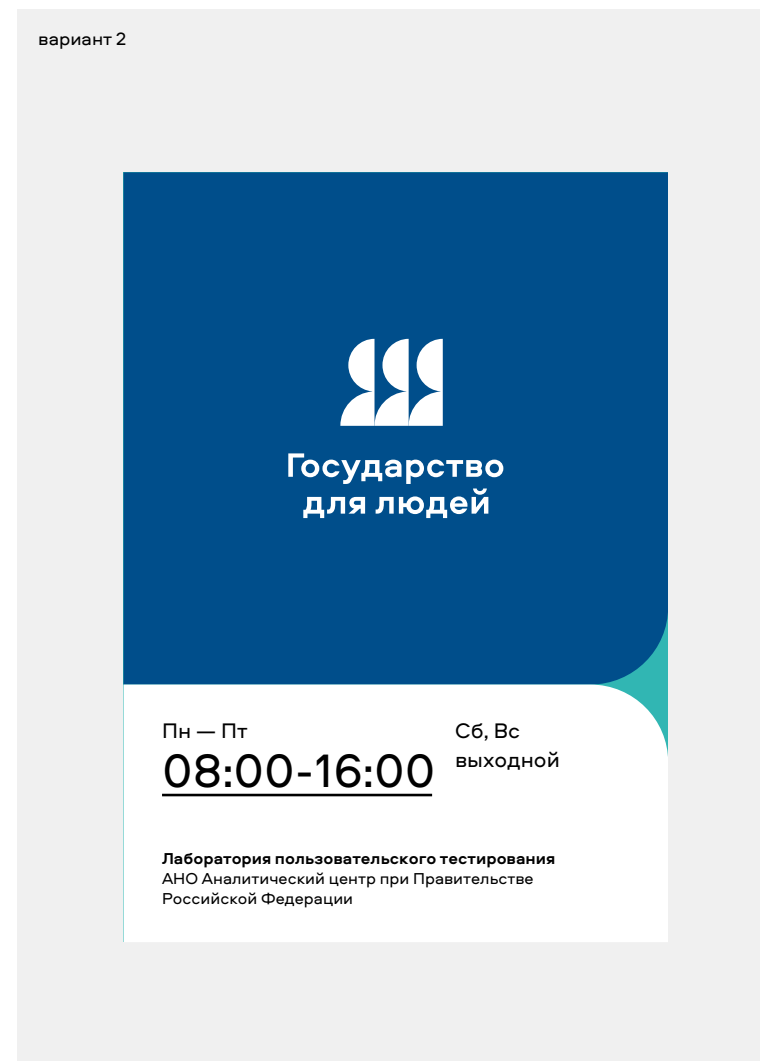 вариант 2
Государство
для людей
Пн — Пт
08:00-16:00
Сб, Вс
выходной
Лаборатория пользовательского тестирования
АНО Аналитический центр при Правительстве
Российской Федерации